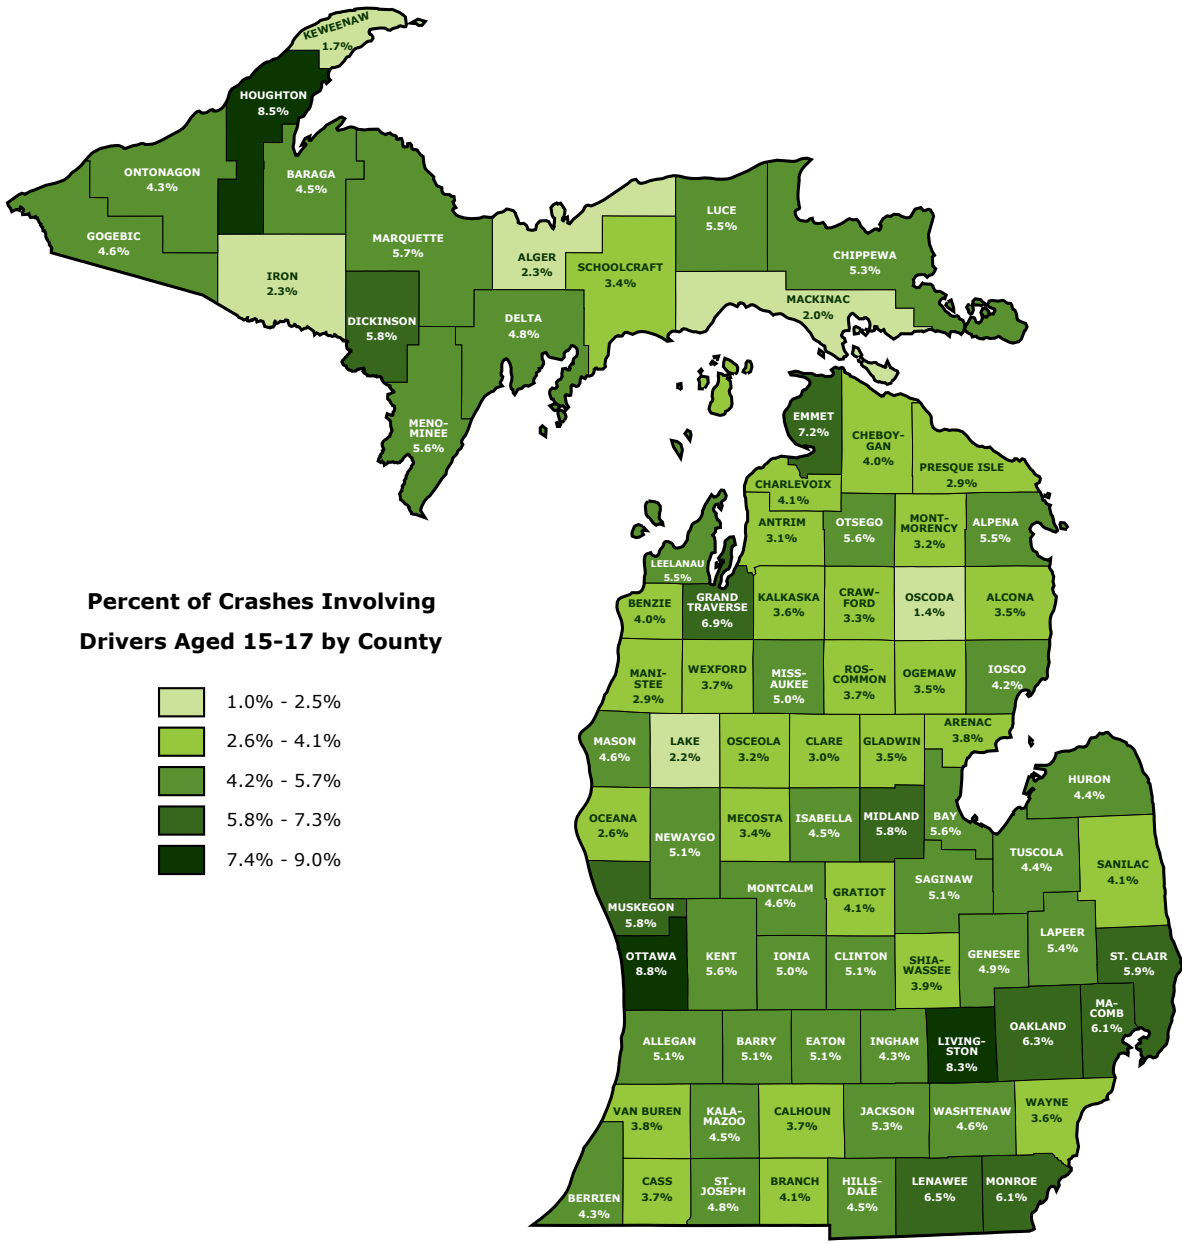 KEWEENAW
1.7%
HOUGHTON
8.5%
ONTONAGON
4.3%
BARAGA
4.5%
GOGEBIC
4.6%
MARQUETTE
5.7%
IRON
2.3%
DICKINSON
5.8%
ALGER
2.3%
SCHOOLCRAFT
3.4%
LUCE
5.5%
CHIPPEWA
5.3%
MACKINAC
2.0%
DELTA
4.8%
MENO-
MINEE
5.6%
EMMET
7.2%
CHEBOY-
GAN
4.0%
PRESQUE ISLE
2.9%
CHARLEVOIX
4.1%
ANTRIM
3.1%
OTSEGO
5.6%
MONT-
MORENCY
3.2%
ALPENA
5.5%
LEELANAU
5.5%
BENZIE
4.0%
GRAND
TRAVERSE
6.9%
KALKASKA
3.6%
CRAW-
FORD
3.3%
OSCODA
1.4%
ALCONA
3.5%
Percent of Crashes Involving
Drivers Aged 15-17 by County
1.0% - 2.5%
2.6% - 4.1%
4.2% - 5.7%
5.8% - 7.3%
7.4% - 9.0%
MANI-
STEE
2.9%
WEXFORD
3.7%
MISS-
AUKEE
5.0%
ROS-
COMMON
3.7%
OGEMAW
3.5%
IOSCO
4.2%
MASON
4.6%
LAKE
2.2%
OSCEOLA
3.2%
CLARE
3.0%
GLADWIN
3.5%
ARENAC
3.8%
HURON
4.4%
OCEANA
2.6%
NEWAYGO
5.1%
MECOSTA
3.4%
ISABELLA
4.5%
MIDLAND
5.8%
BAY
5.6%
TUSCOLA
4.4%
SANILAC
4.1%
MUSKEGON
5.8%
MONTCALM
4.6%
GRATIOT
4.1%
SAGINAW
5.1%
LAPEER
5.4%
OTTAWA
8.8%
KENT
5.6%
IONIA
5.0%
CLINTON
5.1%
SHIA-
WASSEE
3.9%
GENESEE
4.9%
ST. CLAIR
5.9%
ALLEGAN
5.1%
BARRY
5.1%
EATON
5.1%
INGHAM
4.3%
LIVING-
STON
8.3%
OAKLAND
6.3%
MA-
COMB
6.1%
VAN BUREN
3.8%
KALA-
MAZOO
4.5%
CALHOUN
3.7%
JACKSON
5.3%
WASHTENAW
4.6%
WAYNE
3.6%
BERRIEN
4.3%
CASS
3.7%
ST.
JOSEPH
4.8%
BRANCH
4.1%
HILLS-
DALE
4.5%
LENAWEE
6.5%
MONROE
6.1%